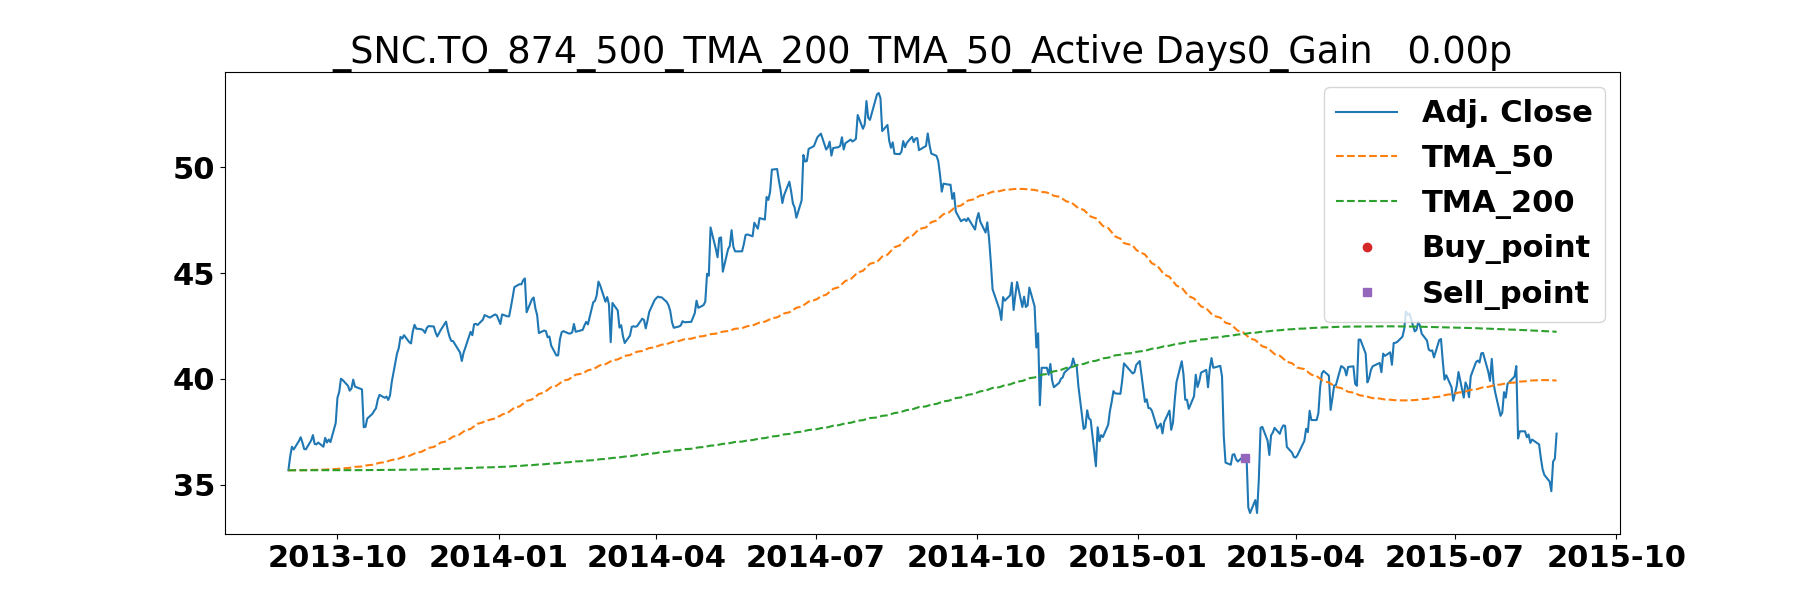 _SNC.TO_874_500_TMA_200_TMA_50_Active Days0_Gain   0.00p
Adj. Close
TMA_50
TMA_200
Buy_point
Sell_point
50
45
40
35
2013-10 2014-01 2014-04 2014-07 2014-10 2015-01 2015-04 2015-07 2015-10